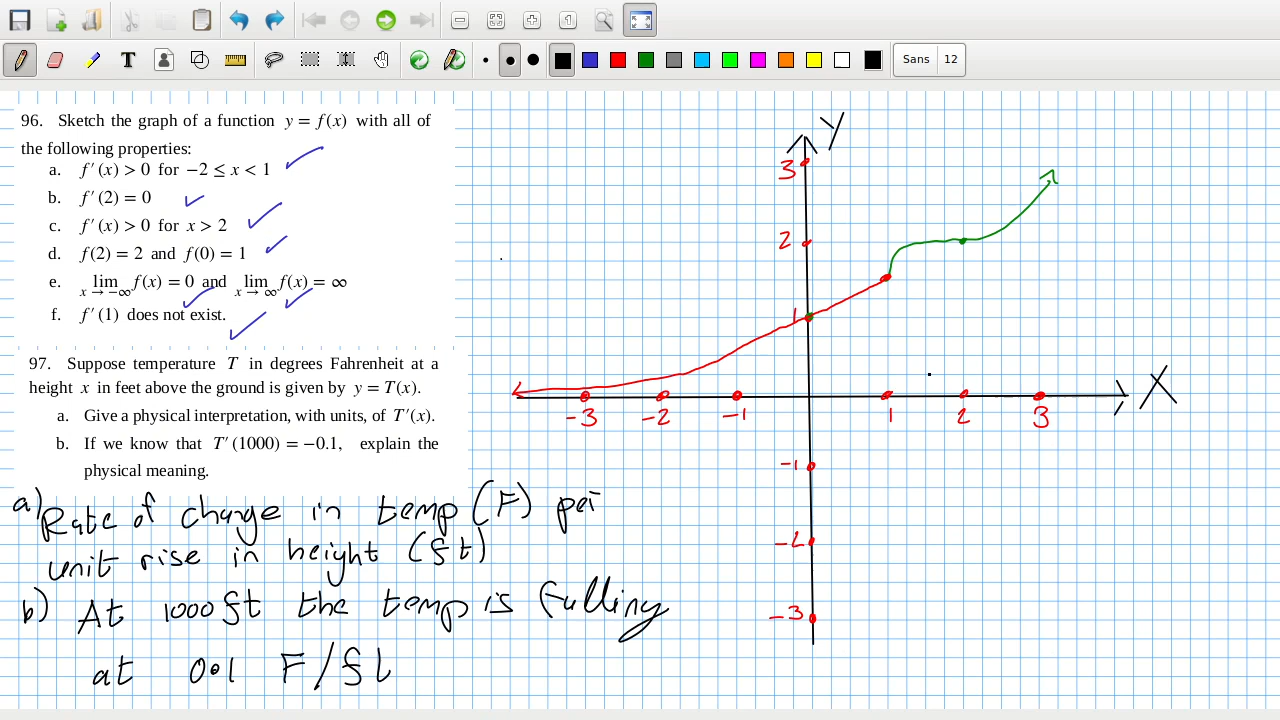 Sans 12
96. Sketch the graph of a function y = f(x) with all of
the following properties:
a. f′(x) > 0 for −2 ≤ x < 1
b. f′(2) = 0
c. f′(x) > 0 for x > 2
d. f(2) = 2 and f(0) = 1
e. lim x→−∞ f(x) = 0 and lim x→∞ f(x) = ∞
f. f′(1) does not exist.
97. Suppose temperature T in degrees Fahrenheit at a
height x in feet above the ground is given by y = T(x).
a. Give a physical interpretation, with units, of T′(x).
b. If we know that T′(1000) = −0.1, explain the
physical meaning.
a) Rate of change in temp (F) per
unit rise in height (ft)
b) At 1000 ft the temp is falling
at 0.1 F/ft
Y
3
2
1
-3 -2 -1 1 2 3 X
-1
-2
-3